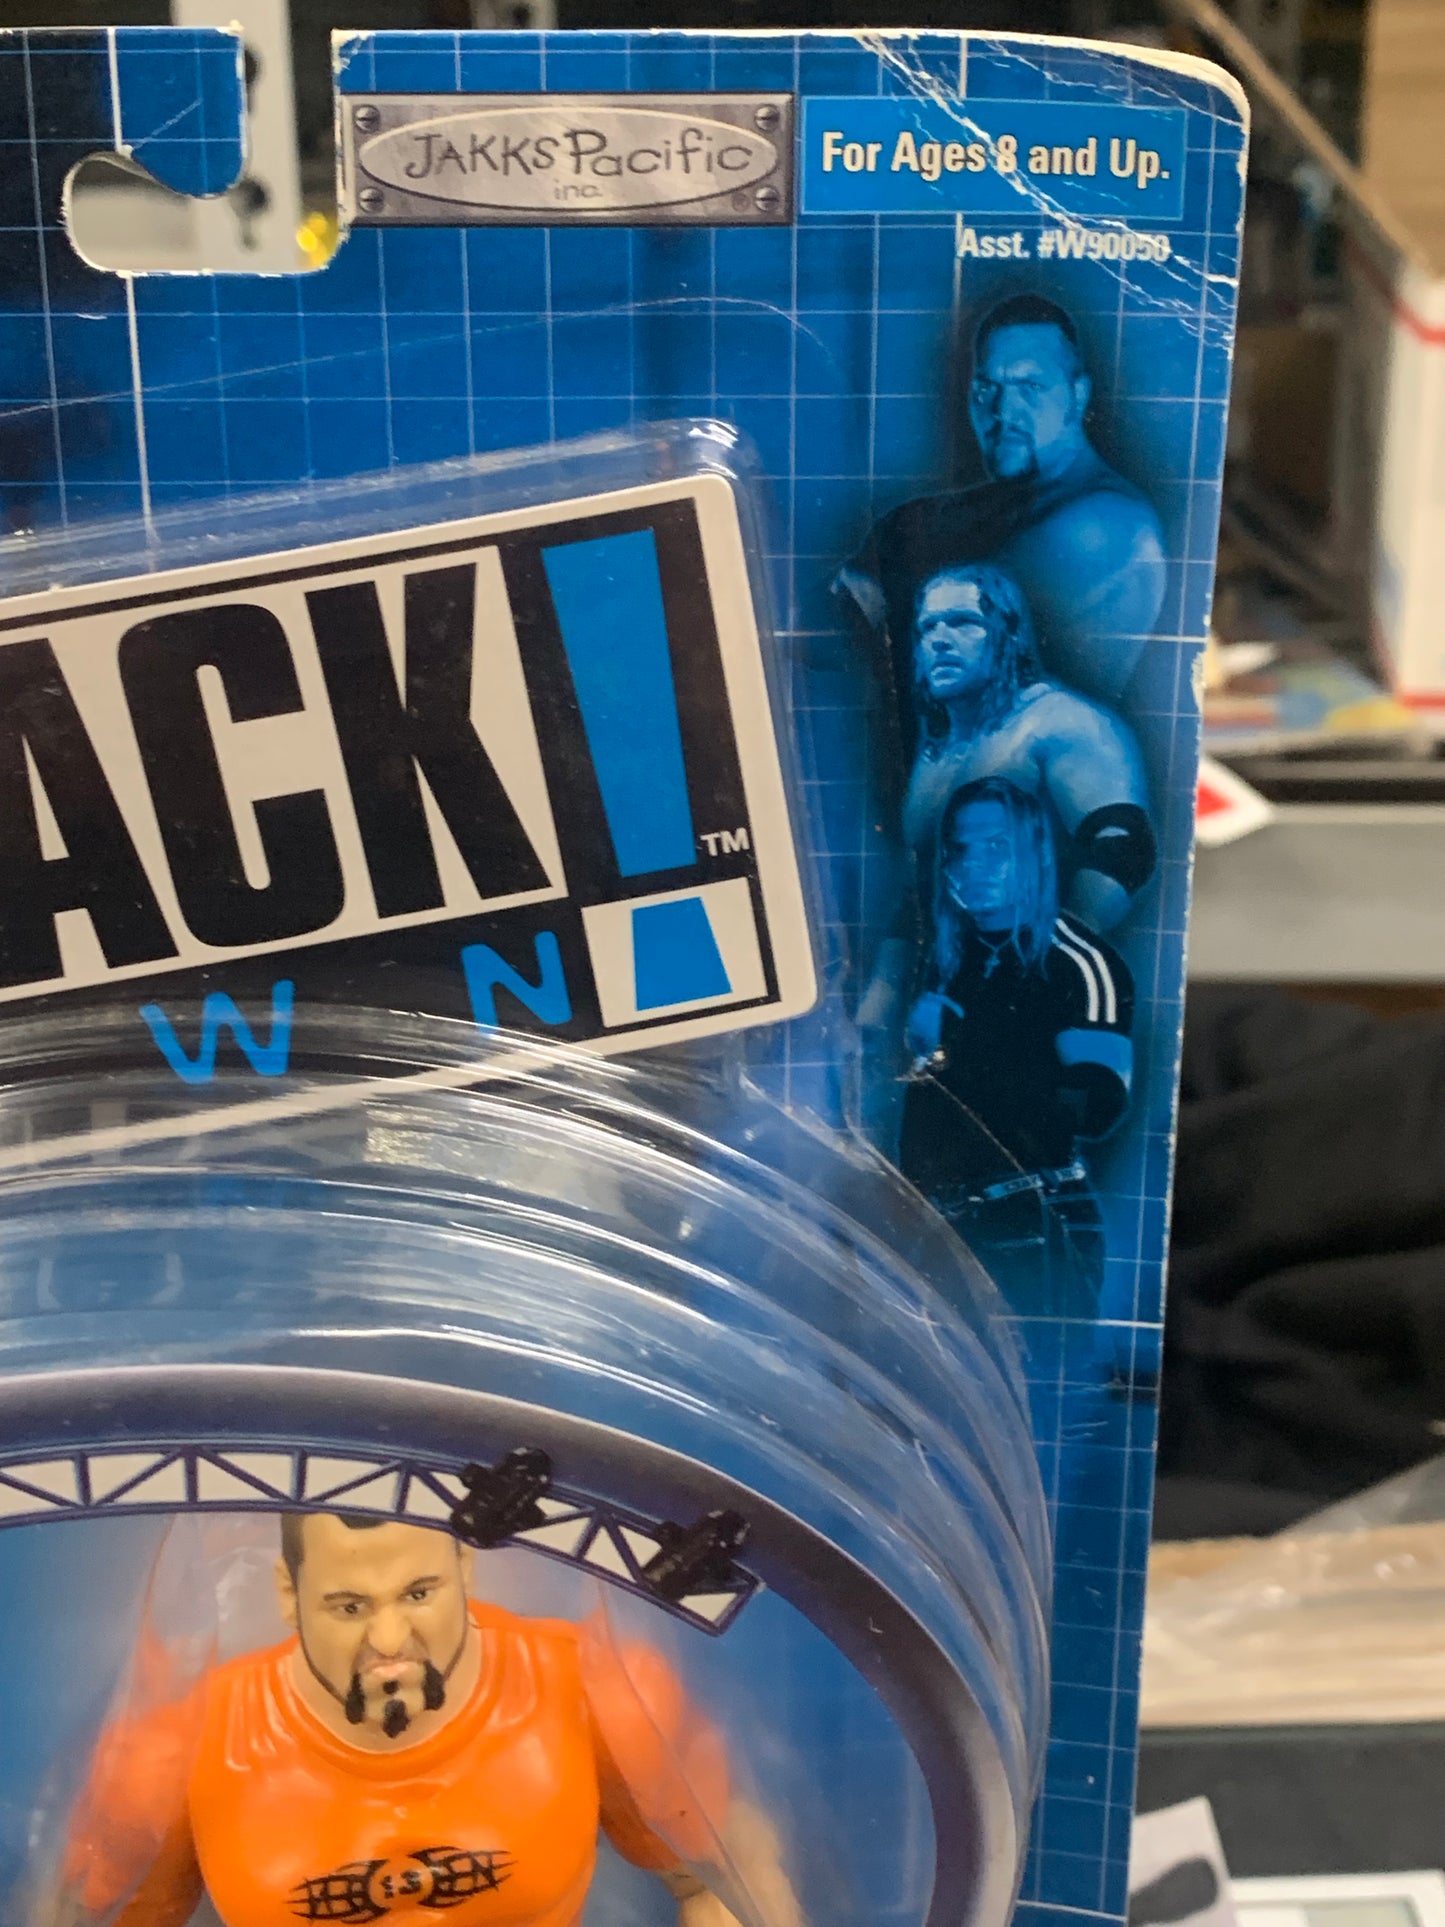 JAKKS Pacific
inc. ®
For Ages 8 and Up.
Asst. #W90050
ACK!
TM
W N